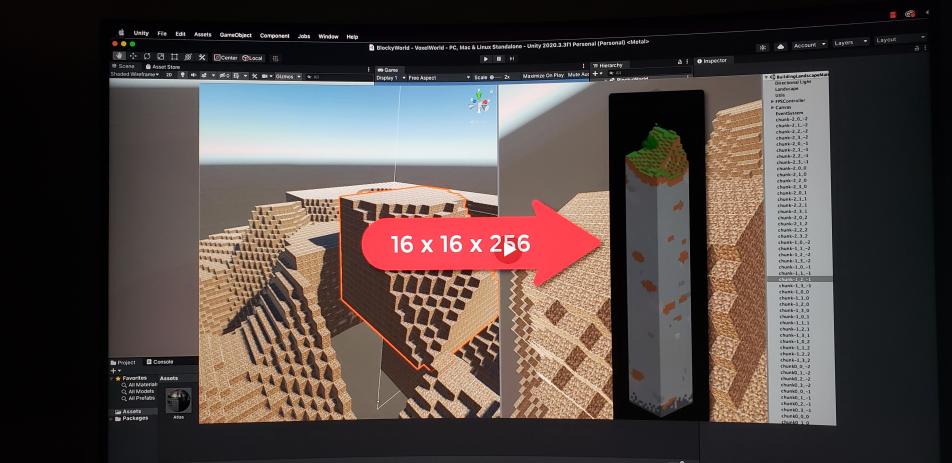 Unity File Edit Assets GameObject Component Jobs Window Help
BlockyWorld - VoxelWorld - PC, Mac & Linux Standalone - Unity 2020.3.3f1 Personal (Personal) <Metal>
Center Local
Account Layers Layout
Scene Asset Store
Game
Hierarchy
Inspector
Shaded Wireframe 2D Gizmos All
Display 1 Free Aspect Scale 2x Maximize On Play Mute Au
All
BuildingLandscapeMain
Directional Light
Landscape
Utils
FPSController
Canvas
EventSystem
chunk-2_0_-2
chunk-2_1_-2
chunk-2_2_-2
chunk-2_3_-2
chunk-2_0_-1
chunk-2_1_-1
chunk-2_2_-1
chunk-2_3_-1
chunk-2_0_0
chunk-2_1_0
chunk-2_2_0
chunk-2_3_0
chunk-2_0_1
chunk-2_1_1
chunk-2_2_1
chunk-2_3_1
chunk-2_0_2
chunk-2_1_2
chunk-2_2_2
chunk-2_3_2
chunk-1_0_-2
chunk-1_1_-2
chunk-1_2_-2
chunk-1_3_-2
chunk-1_0_-1
chunk-1_1_-1
chunk-1_2_-1
chunk-1_3_-1
chunk-1_0_0
chunk-1_1_0
chunk-1_2_0
chunk-1_3_0
chunk-1_0_1
chunk-1_1_1
chunk-1_2_1
chunk-1_3_1
chunk-1_0_2
chunk-1_1_2
chunk-1_2_2
chunk-1_3_2
chunk0_0_-2
chunk0_1_-2
chunk0_2_-2
chunk0_3_-2
chunk0_0_-1
chunk0_1_-1
chunk0_2_-1
chunk0_3_-1
chunk0_0_0
16 x 16 x 256
Project Console
Favorites
All Material
All Models
All Prefabs
Assets
Packages
Assets
Atlas